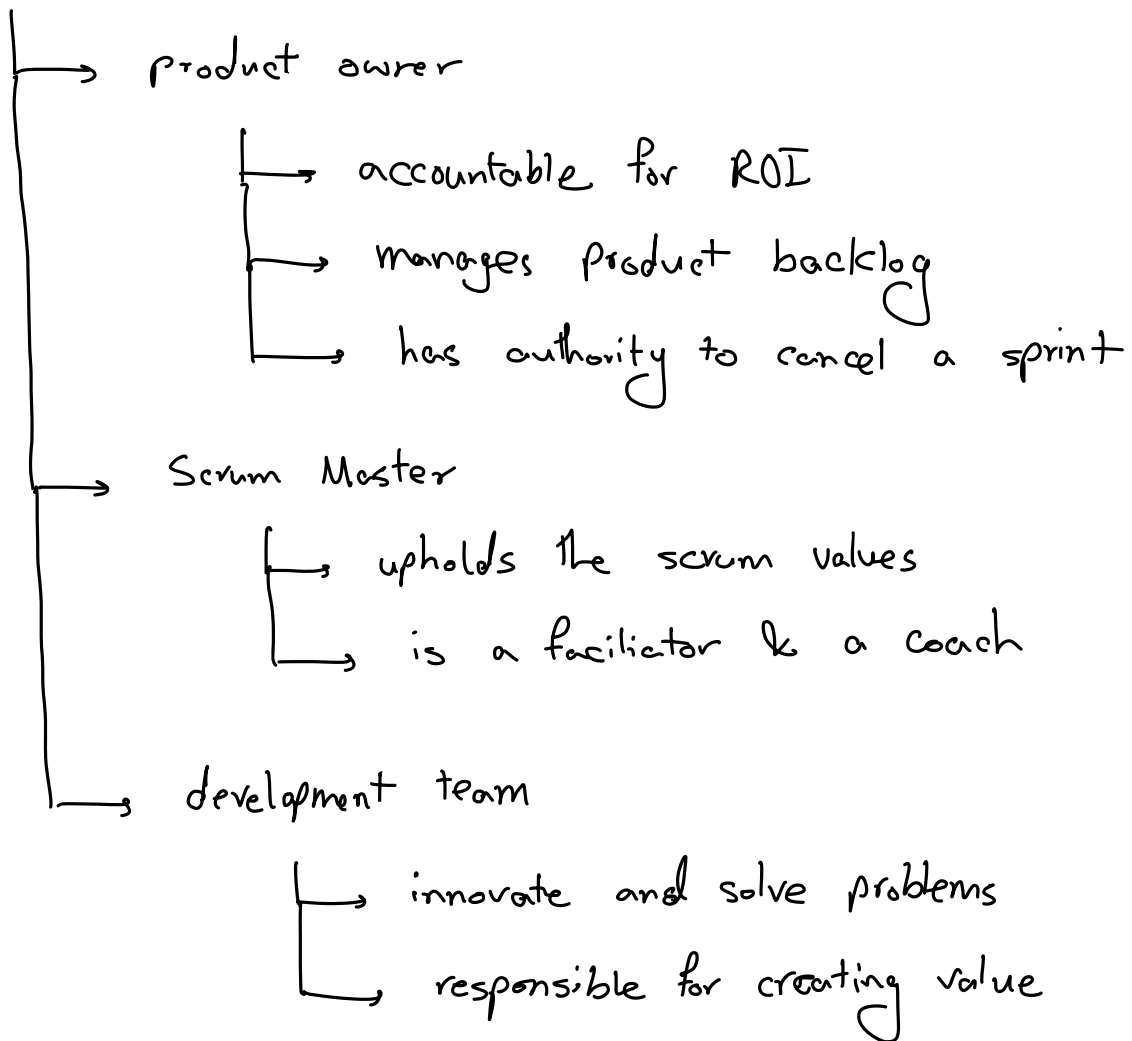 product owner
accountable for ROI
manages product backlog
has authority to cancel a sprint
Scrum Master
upholds the scrum values
is a faciliator & a coach
development team
innovate and solve problems
responsible for creating value